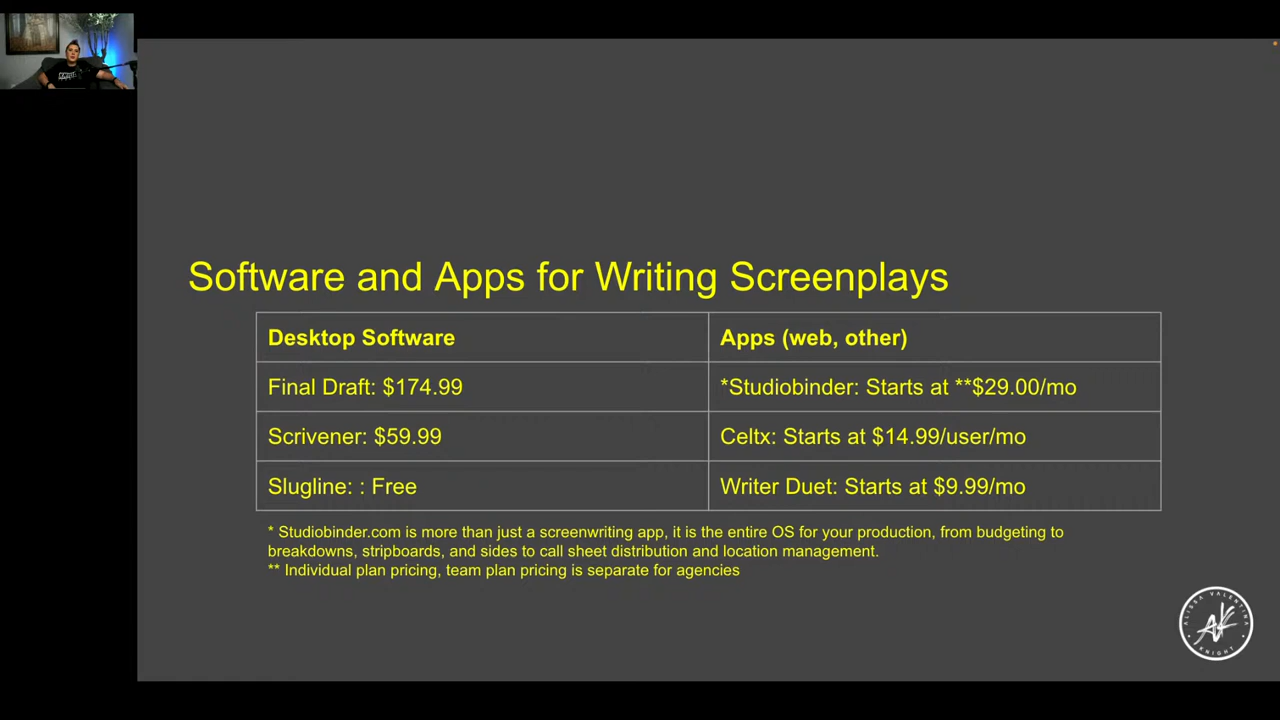 Software and Apps for Writing Screenplays
Desktop Software
Apps (web, other)
Final Draft: $174.99
*Studiobinder: Starts at **$29.00/mo
Scrivener: $59.99
Celtx: Starts at $14.99/user/mo
Slugline: : Free
Writer Duet: Starts at $9.99/mo
* Studiobinder.com is more than just a screenwriting app, it is the entire OS for your production, from budgeting to
breakdowns, stripboards, and sides to call sheet distribution and location management.
** Individual plan pricing, team plan pricing is separate for agencies
ALISSA VALENTINA
AK
KNIGHT